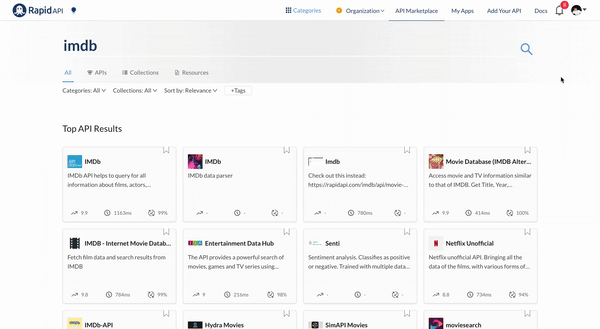 RapidAPI
Categories
Organization
API Marketplace
My Apps
Add Your API
Docs
imdb
All
APIs
Collections
Resources
Categories: All
Collections: All
Sort by: Relevance
+Tags
Top API Results
IMDb
IMDb API helps to query for all
information about films, actors,...
9.9
1163ms
99%
IMDb
IMDb data parser
-
-
-
Imdb
Check out this instead:
https://rapidapi.com/imdb/api/movie-...
-
780ms
-
Movie Database (IMDB Alter...
Access movie and TV information similar
to that of IMDB. Get Title, Year,...
9.9
414ms
100%
IMDB - Internet Movie Datab...
Fetch film data and search results from
IMDB
9.8
784ms
99%
Entertainment Data Hub
The API provides a powerful search of
movies, games and TV series using...
9
216ms
98%
Senti
Sentiment analysis. Classifies as positive
or negative. Trained with multiple data...
-
-
-
Netflix Unofficial
Netflix unofficial API. Bringing all the
data of the films, with various forms of...
8.8
734ms
94%
IMDb-API
Hydra Movies
SimAPI Movies
moviesearch